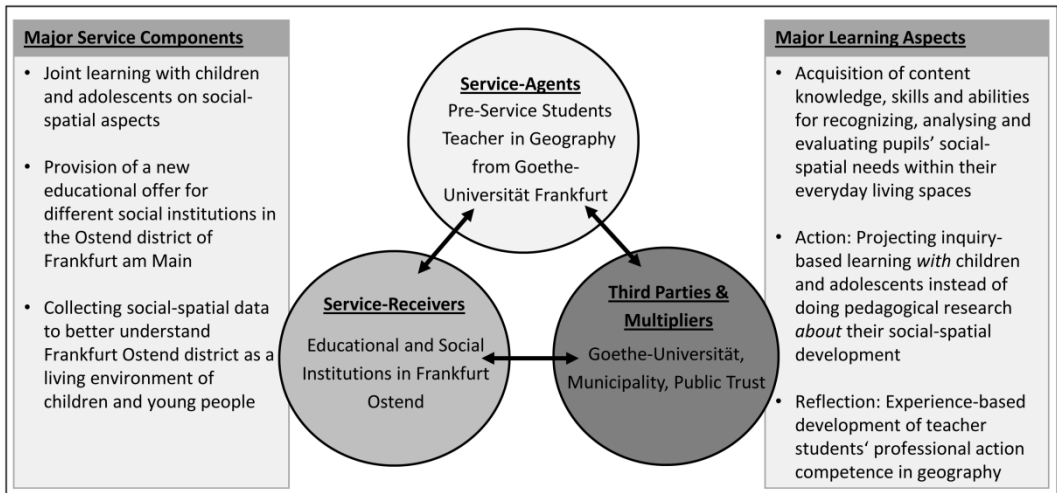 Major Service Components
• Joint learning with children
and adolescents on social-
spatial aspects
• Provision of a new
educational offer for
different social institutions in
the Ostend district of
Frankfurt am Main
• Collecting social-spatial data
to better understand
Frankfurt Ostend district as a
living environment of
children and young people
Service-Agents
Pre-Service Students
Teacher in Geography
from Goethe-
Universität Frankfurt
Service-Receivers
Educational and Social
Institutions in Frankfurt
Ostend
Third Parties &
Multipliers
Goethe-Universität,
Municipality, Public Trust
Major Learning Aspects
• Acquisition of content
knowledge, skills and abilities
for recognizing, analysing and
evaluating pupils’ social-
spatial needs within their
everyday living spaces
• Action: Projecting inquiry-
based learning with children
and adolescents instead of
doing pedagogical research
about their social-spatial
development
• Reflection: Experience-based
development of teacher
students‘ professional action
competence in geography